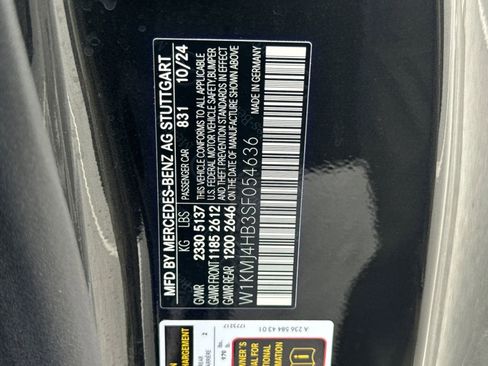 MFD BY MERCEDES-BENZ AG STUTTGART
PASSENGER CAR 831 10/24
KG LBS
GVWR 2330 5137
GAWR FRONT 1185 2612
GAWR REAR 1200 2646
THIS VEHICLE CONFORMS TO ALL APPLICABLE
U.S. FEDERAL MOTOR VEHICLE SAFETY, BUMPER
AND THEFT PREVENTION STANDARDS IN EFFECT
ON THE DATE OF MANUFACTURE SHOWN ABOVE
MADE IN GERMANY
W1KMJ4HB3SF054636
A 236 584 43 01
2